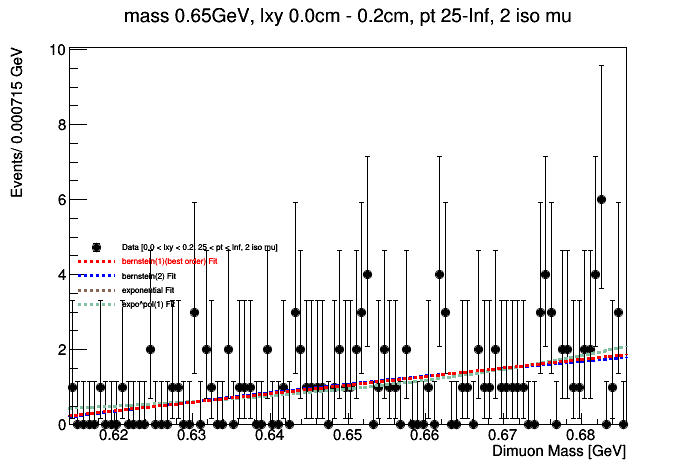 mass 0.65GeV, lxy 0.0cm - 0.2cm, pt 25-Inf, 2 iso mu
Events/ 0.000715 GeV
10
8
6
4
2
0
Data [0.0 < lxy < 0.2, 25 < pt < Inf, 2 iso mu]
bernstein(1)(best order) Fit
bernstein(2) Fit
exponential Fit
expo*pol(1) Fit
0.62 0.63 0.64 0.65 0.66 0.67 0.68
Dimuon Mass [GeV]